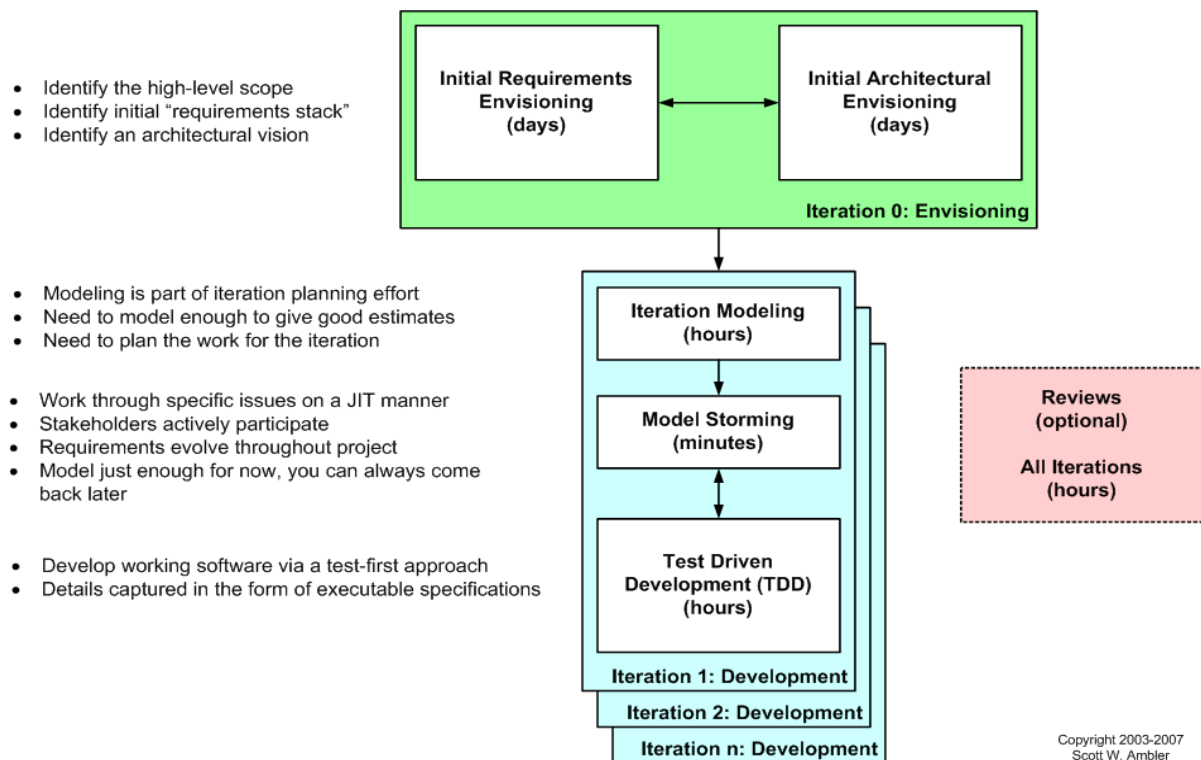 Initial Requirements
Envisioning
(days)
Initial Architectural
Envisioning
(days)
Iteration 0: Envisioning
• Identify the high-level scope
• Identify initial “requirements stack”
• Identify an architectural vision
• Modeling is part of iteration planning effort
• Need to model enough to give good estimates
• Need to plan the work for the iteration
Iteration Modeling
(hours)
• Work through specific issues on a JIT manner
• Stakeholders actively participate
• Requirements evolve throughout project
• Model just enough for now, you can always come
back later
Model Storming
(minutes)
Reviews
(optional)
All Iterations
(hours)
• Develop working software via a test-first approach
• Details captured in the form of executable specifications
Test Driven
Development (TDD)
(hours)
Iteration 1: Development
Iteration 2: Development
Iteration n: Development
Copyright 2003-2007
Scott W. Ambler